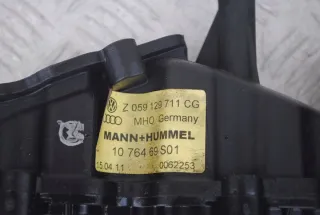 Z 059 129 711 CG
MHO Germany
MANN+HUMMEL
10 764 69 S01
15.04.11 0062253